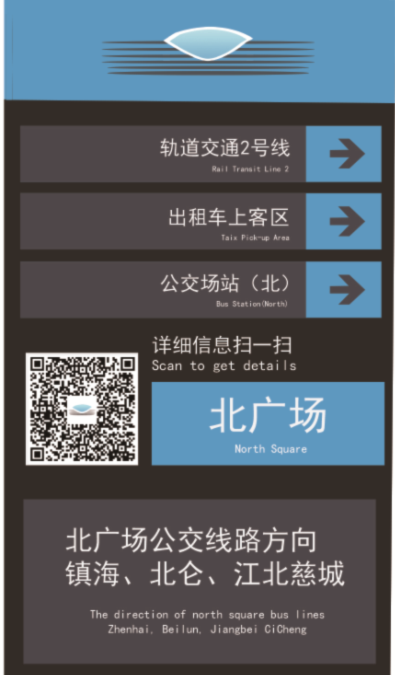 轨道交通2号线
Rail Transit Line 2
出租车上客区
Taix Pick-up Area
公交场站（北）
Bus Station(North)
详细信息扫一扫
Scan to get details
北广场
North Square
北广场公交线路方向
镇海、北仑、江北慈城
The direction of north square bus lines
Zhenhai, Beilun, Jiangbei CiCheng